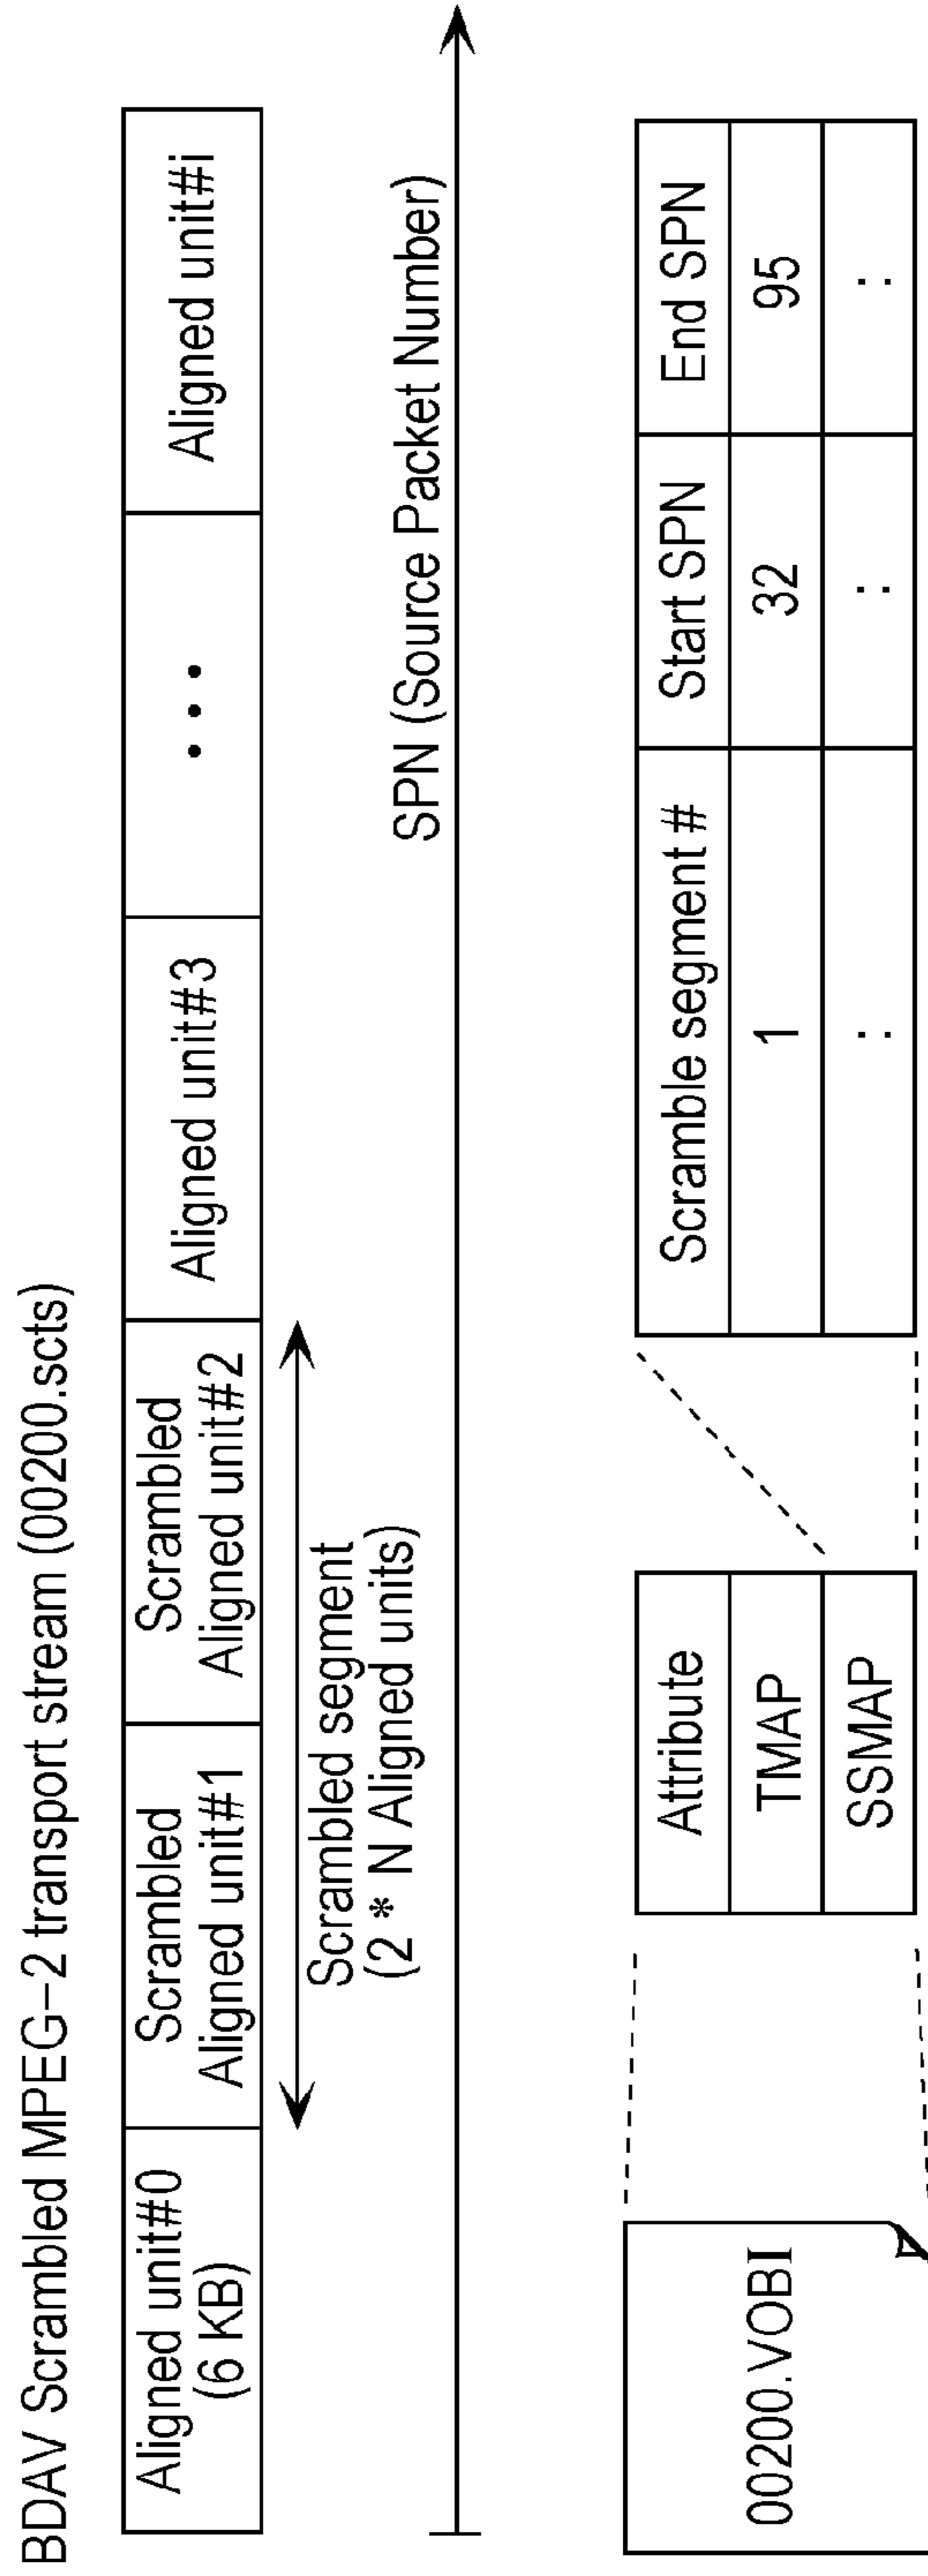 BDAV Scrambled MPEG-2 transport stream (00200.scts)
Aligned unit#0
(6 KB)
Scrambled
Aligned unit#1
Scrambled
Aligned unit#2
Aligned unit#3
• • •
Aligned unit#i
Scrambled segment
(2 * N Aligned units)
SPN (Source Packet Number)
00200.VOBI
Attribute
TMAP
SSMAP
Scramble segment #
Start SPN
End SPN
1
32
95
:
:
: